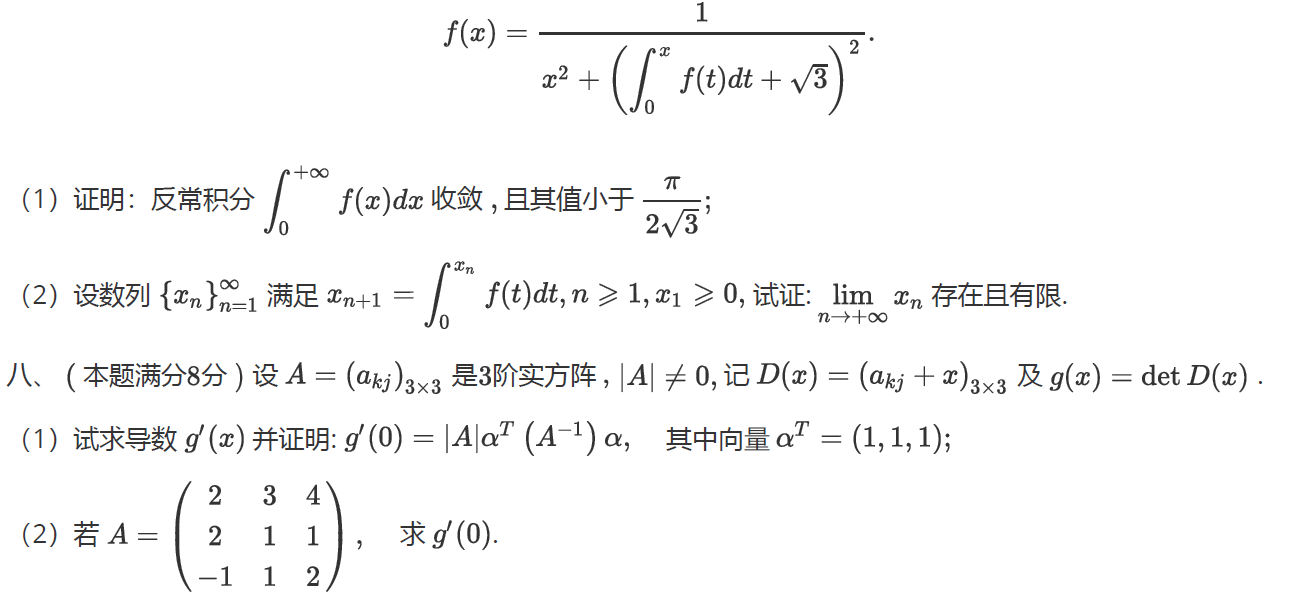 $f(x) = \dfrac{1}{x^2 + \left(\int_0^x f(t)dt + \sqrt{3}\right)^2}.$
（1）证明：反常积分 $\int_0^{+\infty} f(x)dx$ 收敛 , 且其值小于 $\dfrac{\pi}{2\sqrt{3}}$;
（2）设数列 $\{x_n\}_{n=1}^{\infty}$ 满足 $x_{n+1} = \int_0^{x_n} f(t)dt, n \geqslant 1, x_1 \geqslant 0$, 试证: $\lim\limits_{n \to +\infty} x_n$ 存在且有限.
八、 ( 本题满分8分 ) 设 $A = (a_{kj})_{3\times 3}$ 是3阶实方阵 , $|A| \neq 0$, 记 $D(x) = (a_{kj} + x)_{3\times 3}$ 及 $g(x) = \det D(x)$ .
（1）试求导数 $g'(x)$ 并证明: $g'(0) = |A|\alpha^T \left(A^{-1}\right) \alpha$, 其中向量 $\alpha^T = (1, 1, 1)$;
（2）若 $A = \begin{pmatrix} 2 & 3 & 4 \\ 2 & 1 & 1 \\ -1 & 1 & 2 \end{pmatrix}$, 求 $g'(0)$.